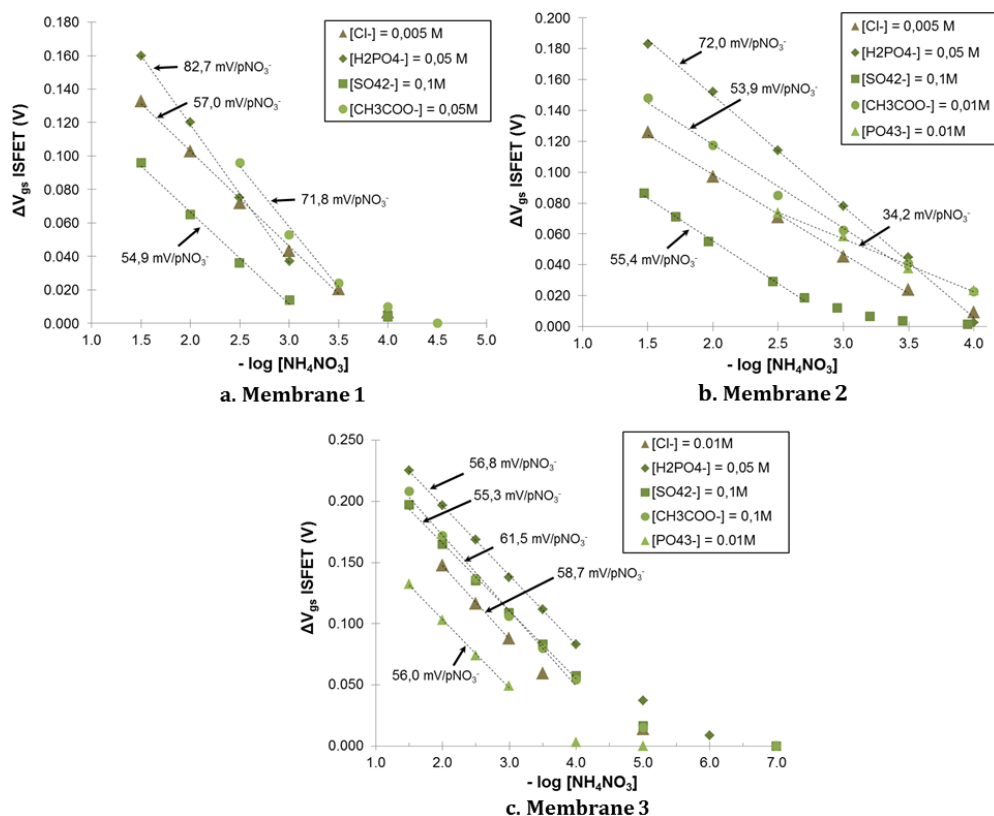 0.180
0.160
0.140
0.120
0.100
0.080
0.060
0.040
0.020
0.000
ΔVgs ISFET (V)
1.0 1.5 2.0 2.5 3.0 3.5 4.0 4.5 5.0
- log [NH4NO3]
[Cl-] = 0,005 M
[H2PO4-] = 0,05 M
[SO42-] = 0,1M
[CH3COO-] = 0,05M
82,7 mV/pNO3-
57,0 mV/pNO3-
71,8 mV/pNO3-
54,9 mV/pNO3-
a. Membrane 1
0.200
0.180
0.160
0.140
0.120
0.100
0.080
0.060
0.040
0.020
0.000
ΔVgs ISFET (V)
1.0 1.5 2.0 2.5 3.0 3.5 4.0
- log [NH4NO3]
[Cl-] = 0,005 M
[H2PO4-] = 0,05 M
[SO42-] = 0,1M
[CH3COO-] = 0,01M
[PO43-] = 0.01M
72,0 mV/pNO3-
53,9 mV/pNO3-
34,2 mV/pNO3-
55,4 mV/pNO3-
b. Membrane 2
0.250
0.200
0.150
0.100
0.050
0.000
ΔVgs ISFET (V)
1.0 2.0 3.0 4.0 5.0 6.0 7.0
- log [NH4NO3]
[Cl-] = 0.01M
[H2PO4-] = 0,05 M
[SO42-] = 0,1M
[CH3COO-] = 0,1M
[PO43-] = 0.01M
56,8 mV/pNO3-
55,3 mV/pNO3-
61,5 mV/pNO3-
58,7 mV/pNO3-
56,0 mV/pNO3-
c. Membrane 3